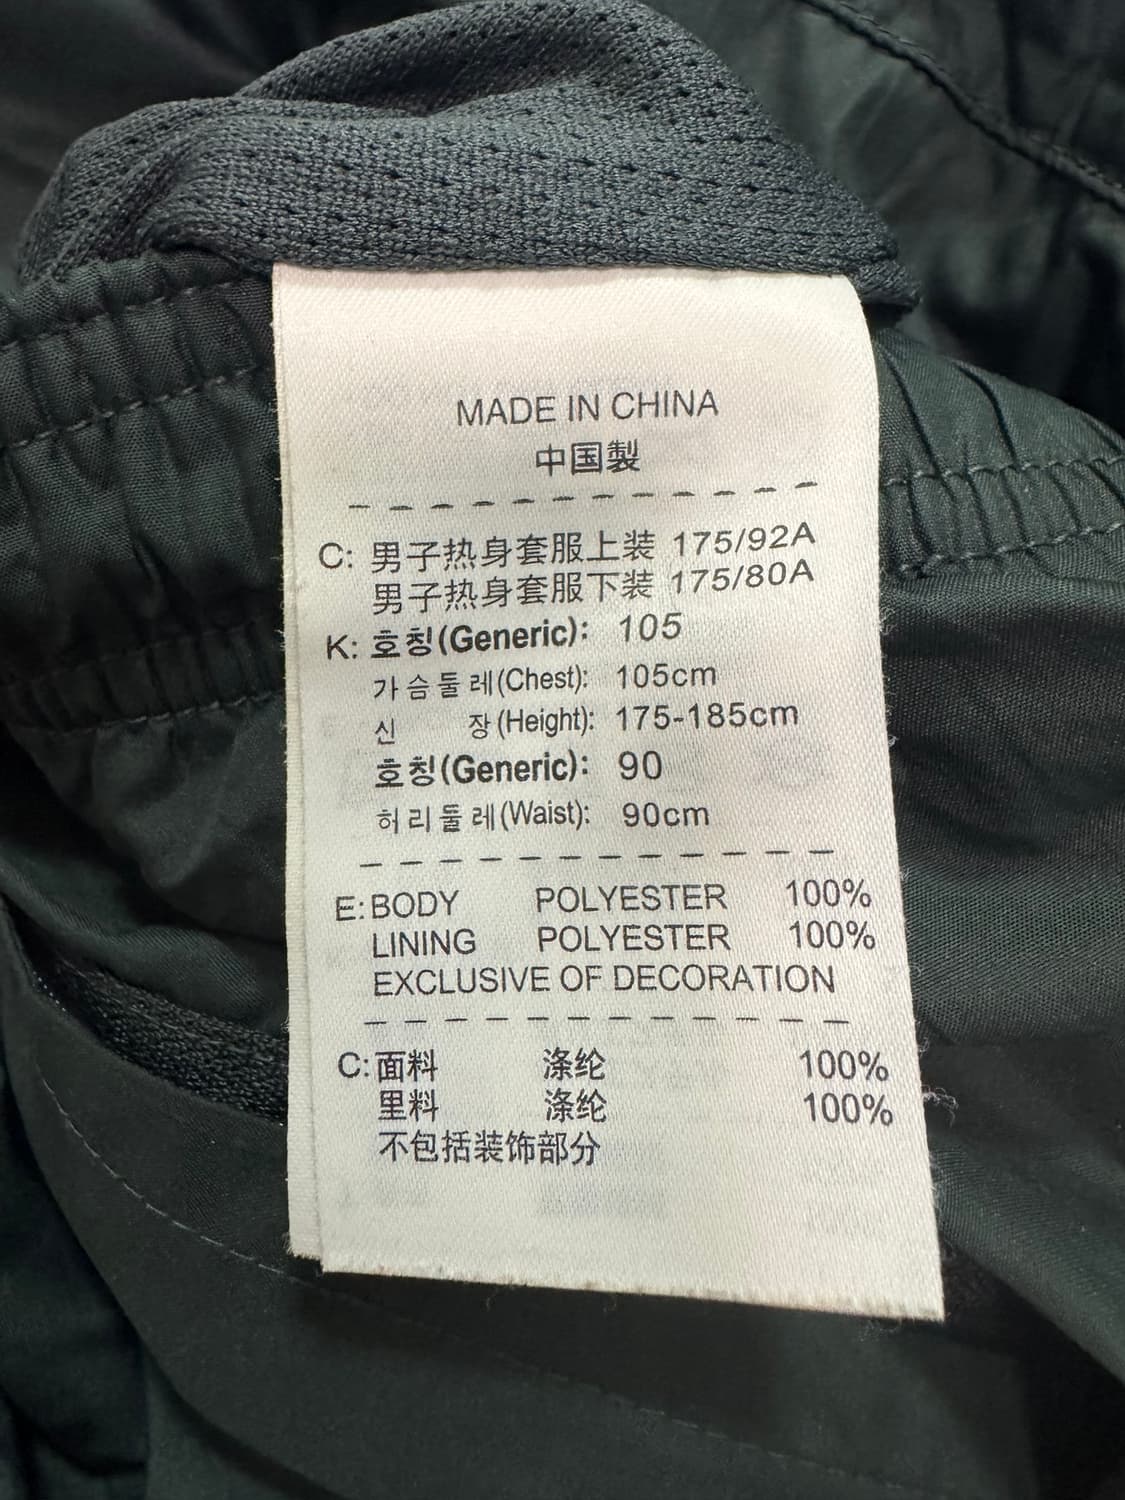 MADE IN CHINA
中国製
C: 男子热身套服上装 175/92A
男子热身套服下装 175/80A
K: 호칭(Generic): 105
가슴둘레(Chest): 105cm
신 장(Height): 175-185cm
호칭(Generic): 90
허리둘레(Waist): 90cm
E: BODY POLYESTER 100%
LINING POLYESTER 100%
EXCLUSIVE OF DECORATION
C: 面料 涤纶 100%
里料 涤纶 100%
不包括装饰部分